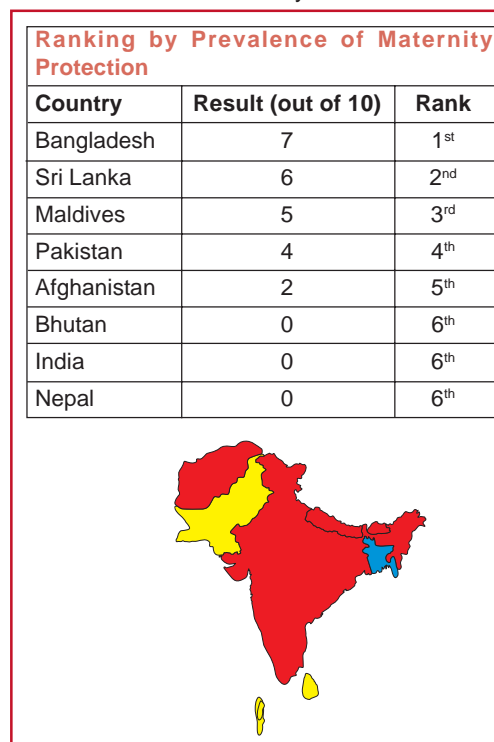 Ranking by Prevalence of Maternity
Protection
Country Result (out of 10) Rank
Bangladesh 7 1st
Sri Lanka 6 2nd
Maldives 5 3rd
Pakistan 4 4th
Afghanistan 2 5th
Bhutan 0 6th
India 0 6th
Nepal 0 6th